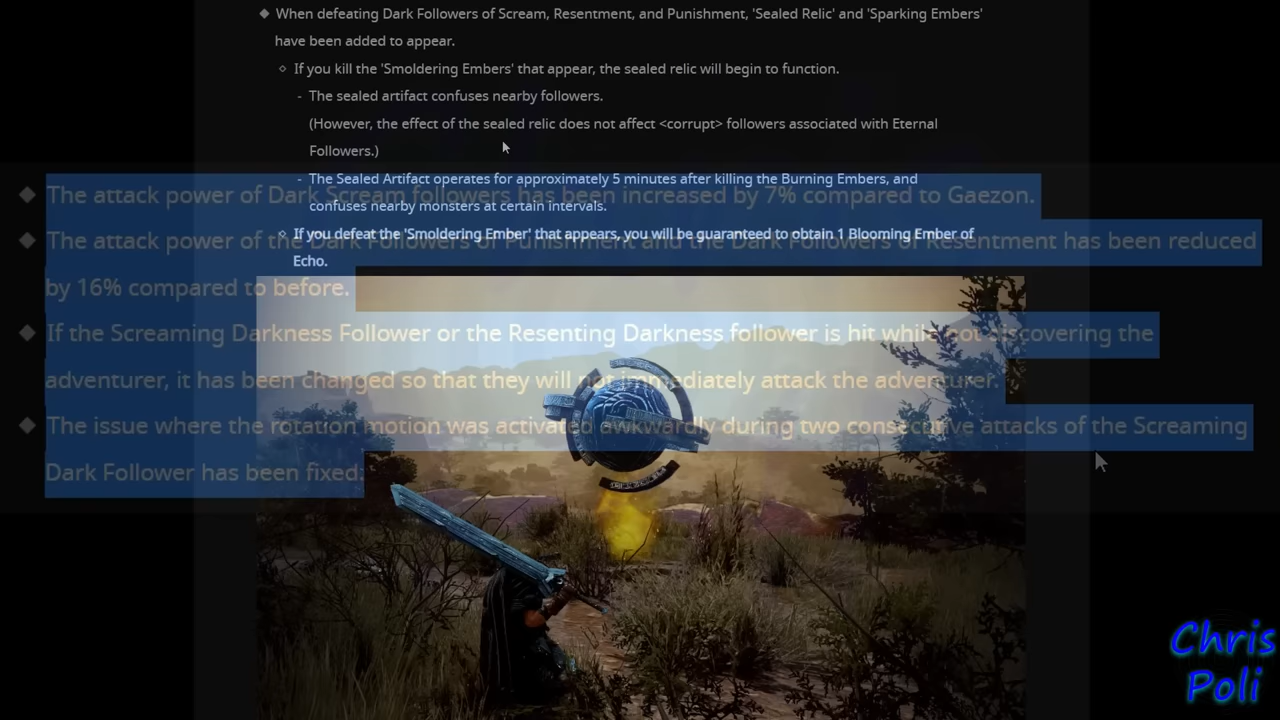 ◆ When defeating Dark Followers of Scream, Resentment, and Punishment, 'Sealed Relic' and 'Sparking Embers'
have been added to appear.
◇ If you kill the 'Smoldering Embers' that appear, the sealed relic will begin to function.
- The sealed artifact confuses nearby followers.
(However, the effect of the sealed relic does not affect <corrupt> followers associated with Eternal
Followers.)
- The Sealed Artifact operates for approximately 5 minutes after killing the Burning Embers, and
confuses nearby monsters at certain intervals.
◇ If you defeat the 'Smoldering Ember' that appears, you will be guaranteed to obtain 1 Blooming Ember of
Echo.
◆ The attack power of Dark Scream followers has been increased by 7% compared to Gaezon.
◆ The attack power of the Dark Followers of Punishment and the Dark Followers of Resentment has been reduced
by 16% compared to before.
◆ If the Screaming Darkness Follower or the Resenting Darkness follower is hit while not discovering the
adventurer, it has been changed so that they will not immediately attack the adventurer.
◆ The issue where the rotation motion was activated awkwardly during two consecutive attacks of the Screaming
Dark Follower has been fixed.
Chris
Poli